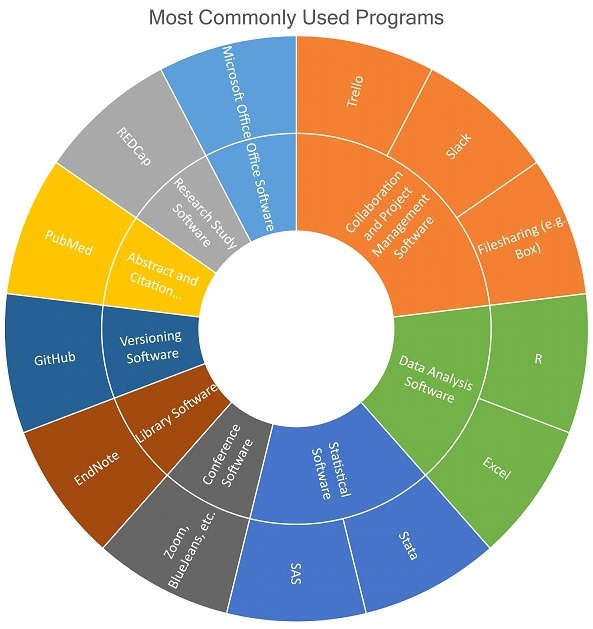 Most Commonly Used Programs
Trello
Slack
Filesharing (e.g.
Box)
Collaboration
and Project
Management
Software
R
Excel
Data Analysis
Software
Stata
SAS
Statistical
Software
Zoom,
BlueJeans, etc.
Conference
Software
EndNote
Library Software
GitHub
Versioning
Software
PubMed
Abstract and
Citation...
REDCap
Research Study
Software
Microsoft Office
Office Software